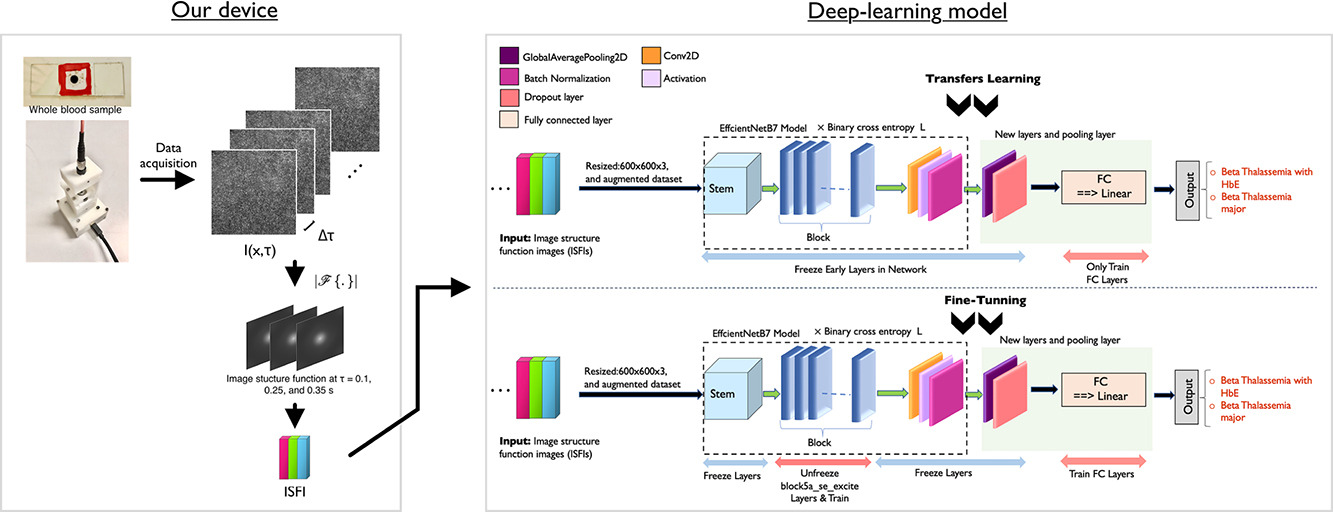 Our device
Whole blood sample
Data
acquisition
I(x,τ)
Δτ
|ℱ{.}|
Image stucture function at τ = 0.1,
0.25, and 0.35 s
ISFI
Deep-learning model
GlobalAveragePooling2D
Conv2D
Batch Normalization
Activation
Dropout layer
Fully connected layer
Transfers Learning
EffcientNetB7 Model
× Binary cross entropy L
New layers and pooling layer
Resized:600x600x3,
and augmented dataset
Stem
FC
==> Linear
Output
Beta Thalassemia with
HbE
Beta Thalassemia
major
Input: Image structure
function images (ISFIs)
Block
Freeze Early Layers in Network
Only Train
FC Layers
Fine-Tunning
EffcientNetB7 Model
× Binary cross entropy L
New layers and pooling layer
Resized:600x600x3,
and augmented dataset
Stem
FC
==> Linear
Output
Beta Thalassemia with
HbE
Beta Thalassemia
major
Input: Image structure
function images (ISFIs)
Block
Freeze Layers
Unfreeze
block5a_se_excite
Layers & Train
Freeze Layers
Train FC Layers